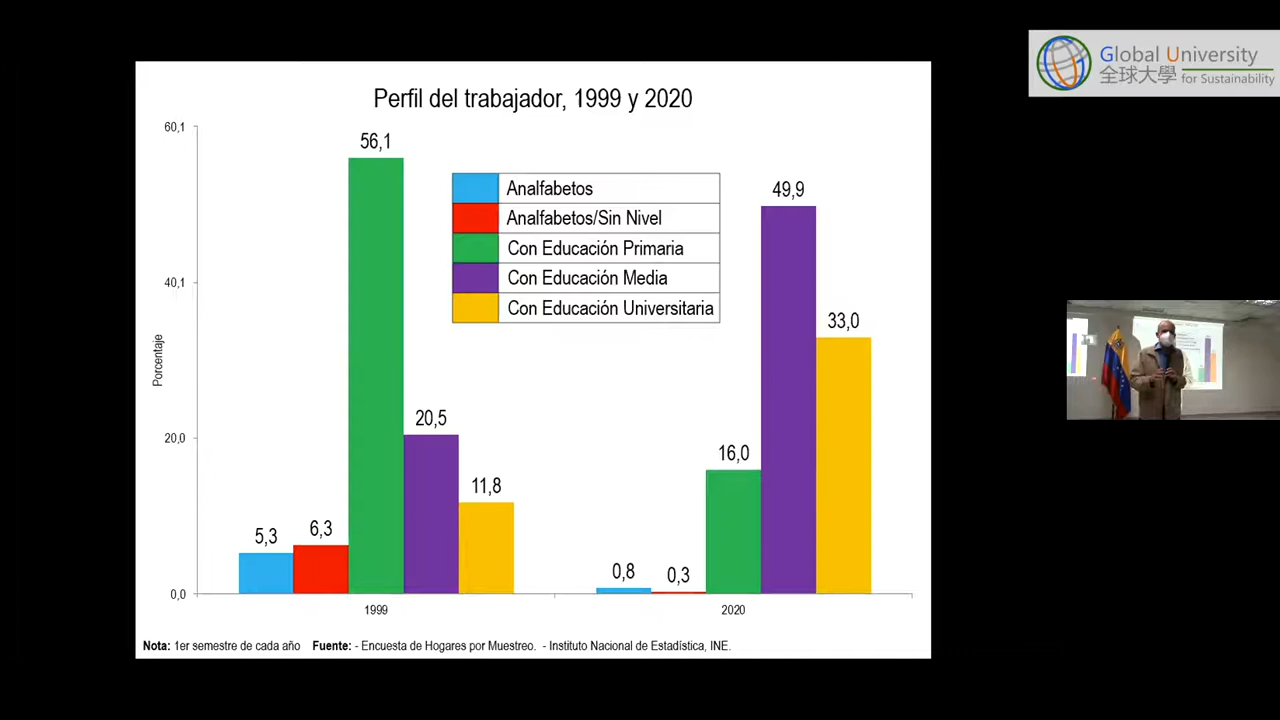 Global University
全球大學 for Sustainability
Perfil del trabajador, 1999 y 2020
60,1
40,1
20,0
0,0
Porcentaje
56,1
49,9
33,0
20,5
16,0
11,8
5,3
6,3
0,8
0,3
Analfabetos
Analfabetos/Sin Nivel
Con Educación Primaria
Con Educación Media
Con Educación Universitaria
1999
2020
Nota: 1er semestre de cada año Fuente: - Encuesta de Hogares por Muestreo. - Instituto Nacional de Estadística, INE.